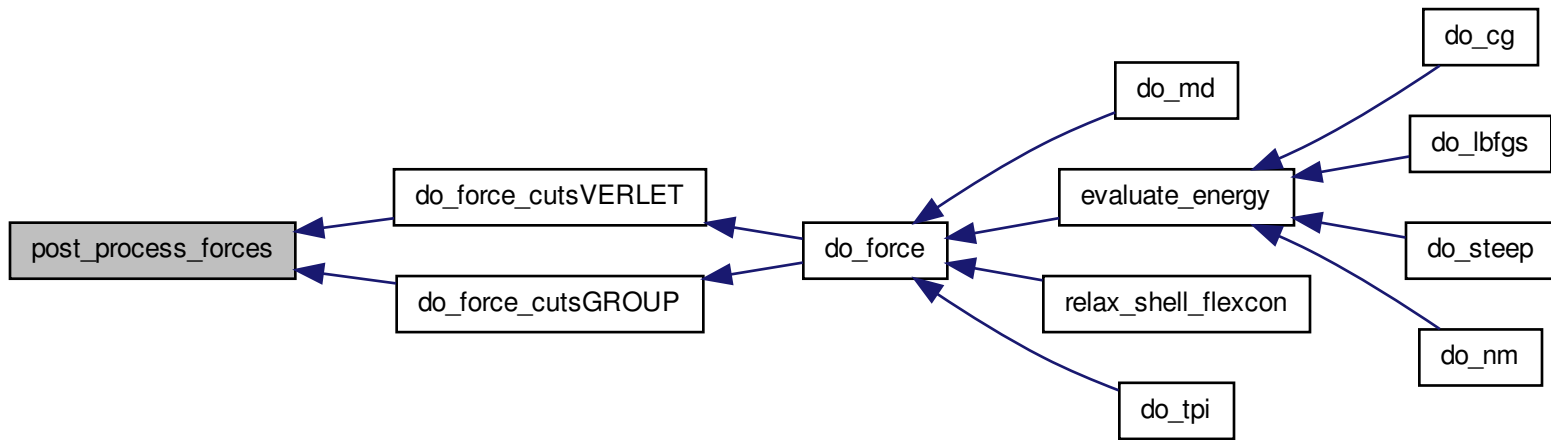 post_process_forces
do_force_cutsVERLET
do_force_cutsGROUP
do_force
do_md
evaluate_energy
relax_shell_flexcon
do_tpi
do_cg
do_lbfgs
do_steep
do_nm